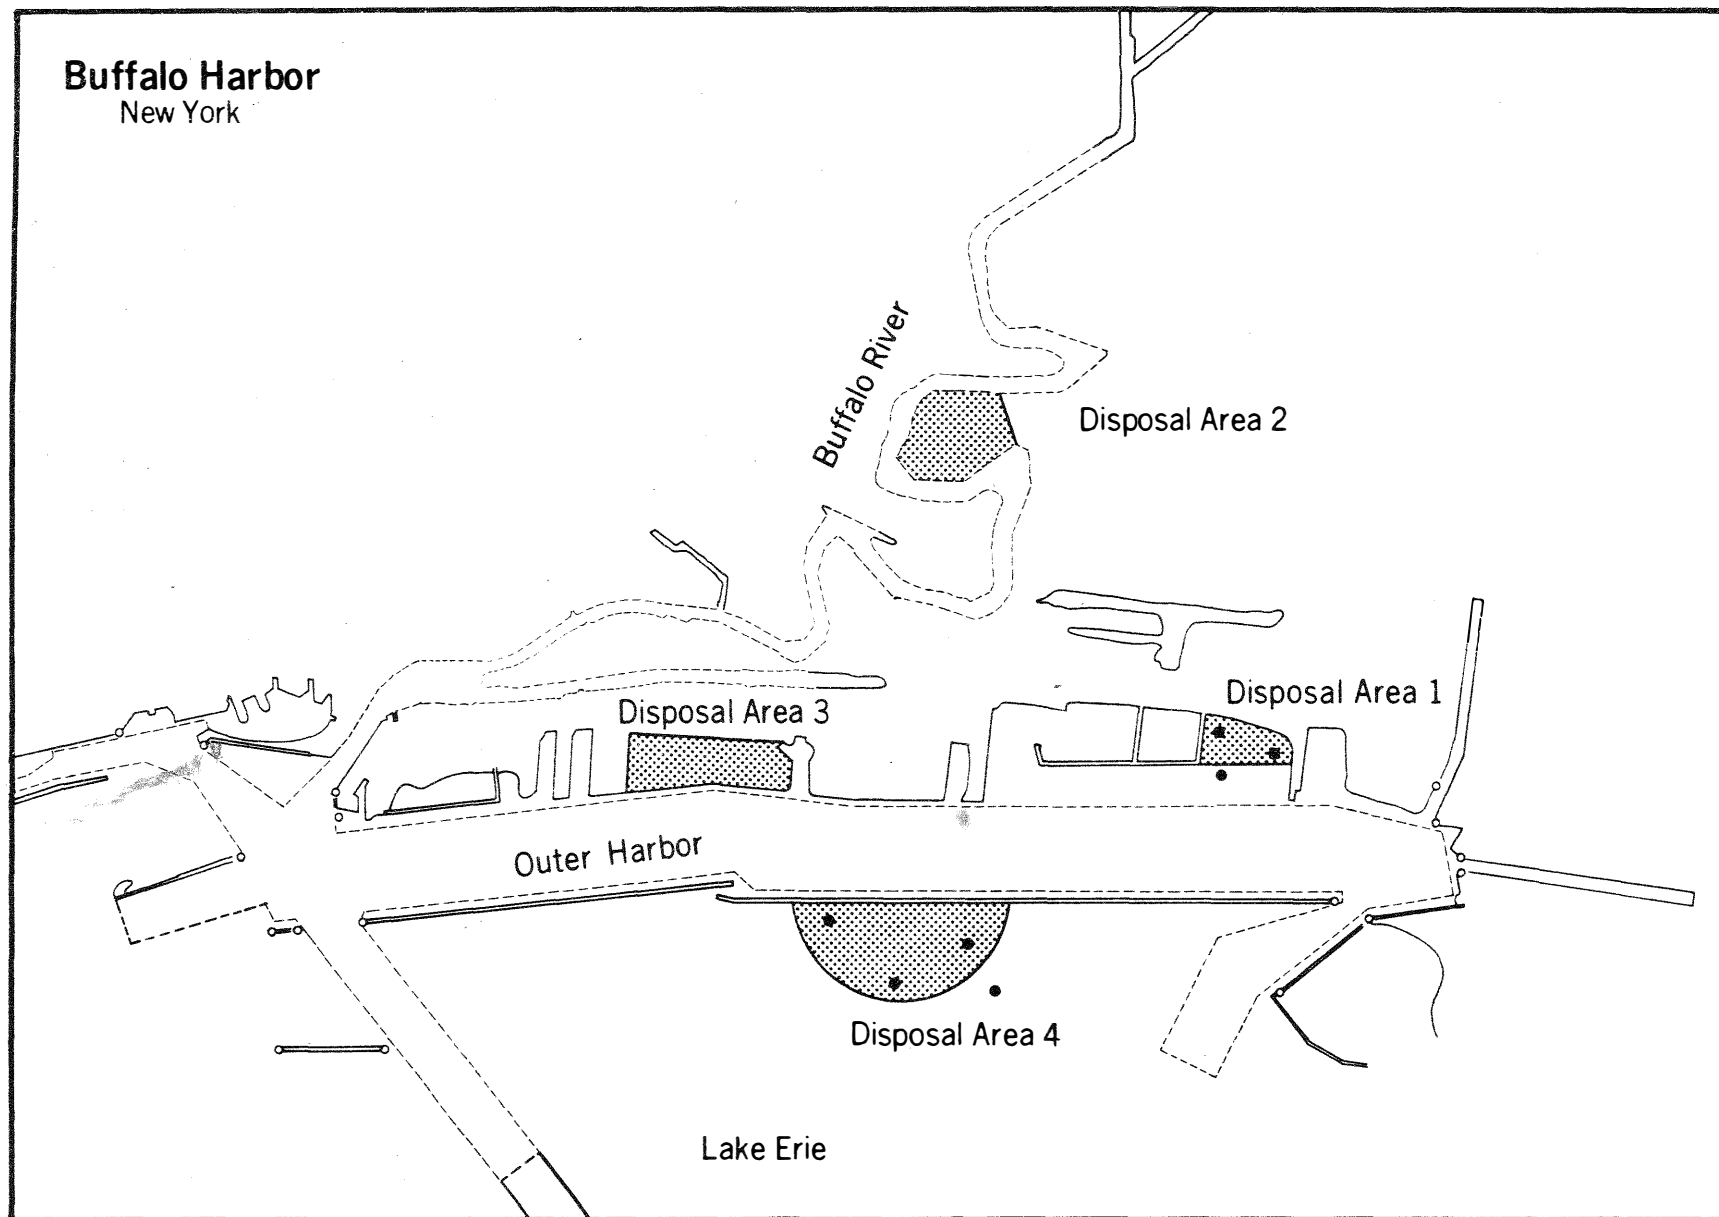 Buffalo Harbor
New York
Buffalo River
Disposal Area 2
Disposal Area 1
Disposal Area 3
Outer Harbor
Disposal Area 4
Lake Erie